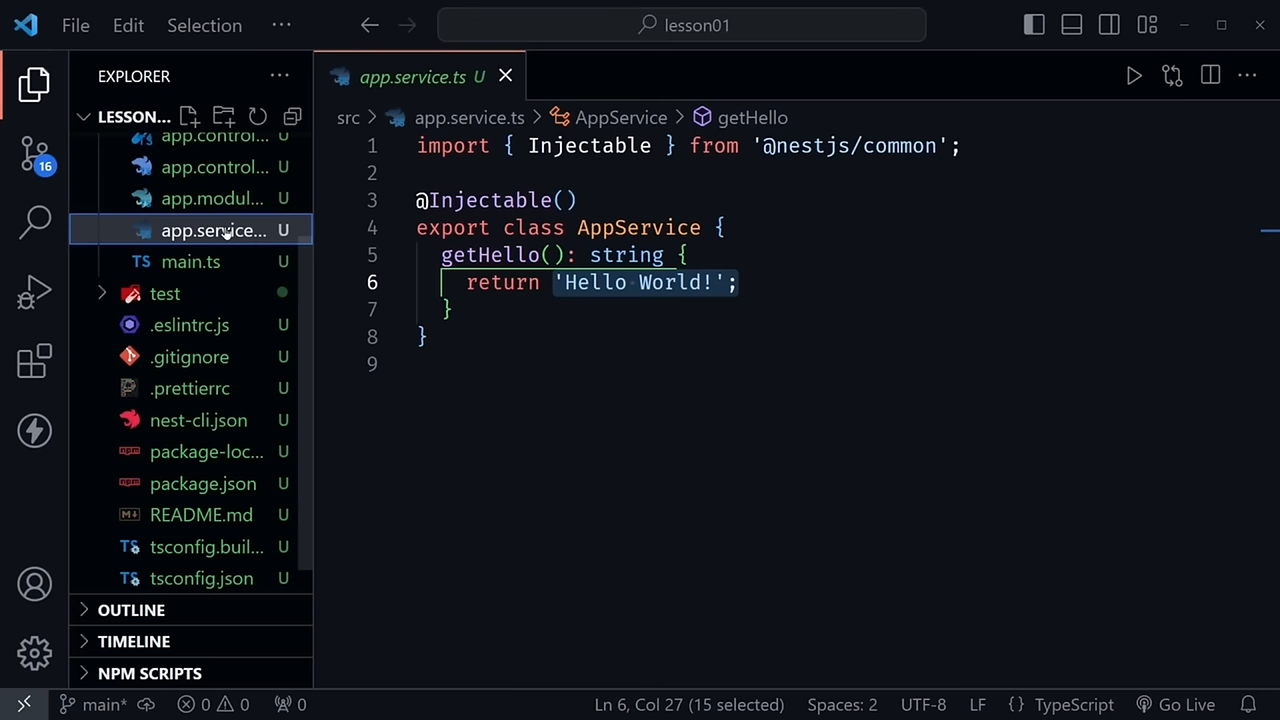 File Edit Selection ··· lesson01
EXPLORER ···
LESSON...
app.control... U
app.control... U
app.modul... U
app.service... U
TS main.ts U
test
.eslintrc.js U
.gitignore U
.prettierrc U
nest-cli.json U
package-loc... U
package.json U
README.md U
TS tsconfig.buil... U
TS tsconfig.json U
OUTLINE
TIMELINE
NPM SCRIPTS
16
app.service.ts U
src > app.service.ts > AppService > getHello
1 import { Injectable } from '@nestjs/common';
2
3 @Injectable()
4 export class AppService {
5 getHello(): string {
6 return 'Hello World!';
7 }
8 }
9
main* 0 0 0 Ln 6, Col 27 (15 selected) Spaces: 2 UTF-8 LF {} TypeScript Go Live